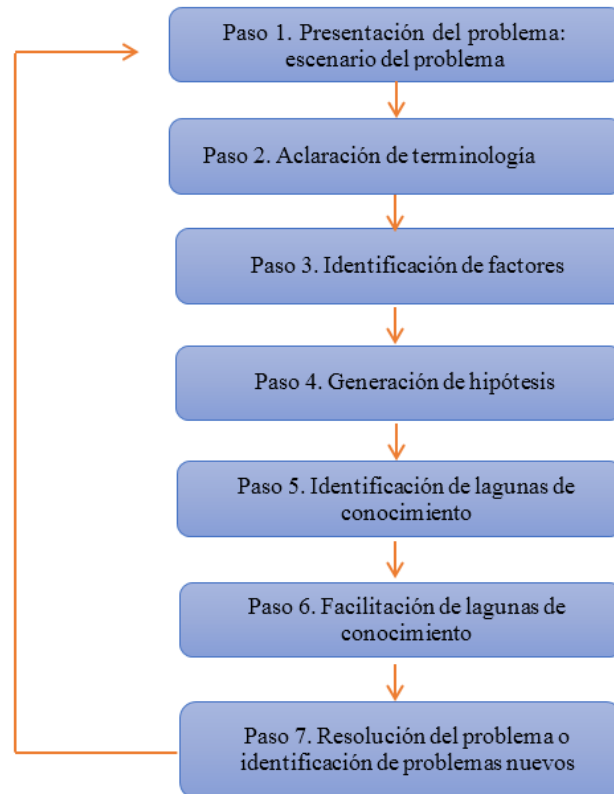 Paso 1. Presentación del problema:
escenario del problema
Paso 2. Aclaración de terminología
Paso 3. Identificación de factores
Paso 4. Generación de hipótesis
Paso 5. Identificación de lagunas de
conocimiento
Paso 6. Facilitación de lagunas de
conocimiento
Paso 7. Resolución del problema o
identificación de problemas nuevos